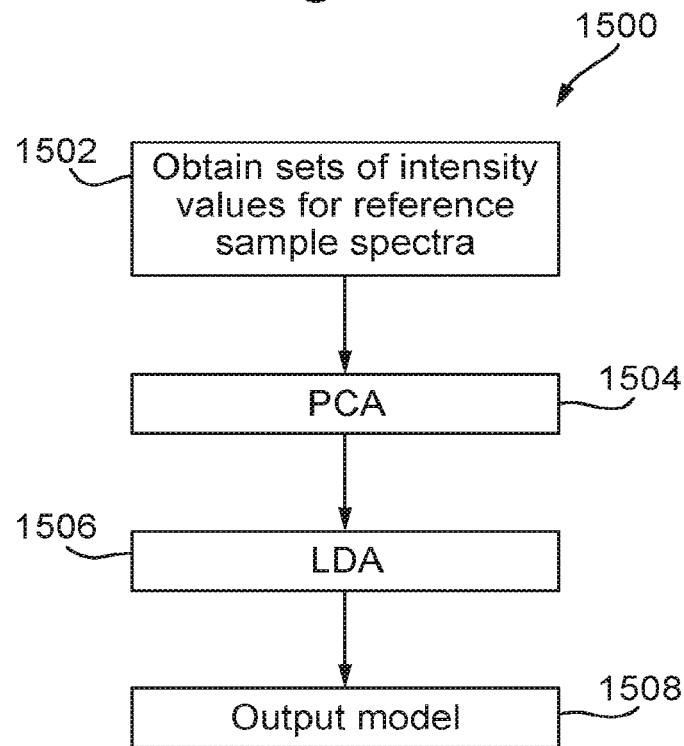 1500
1502
Obtain sets of intensity
values for reference
sample spectra
1504
PCA
1506
LDA
1508
Output model